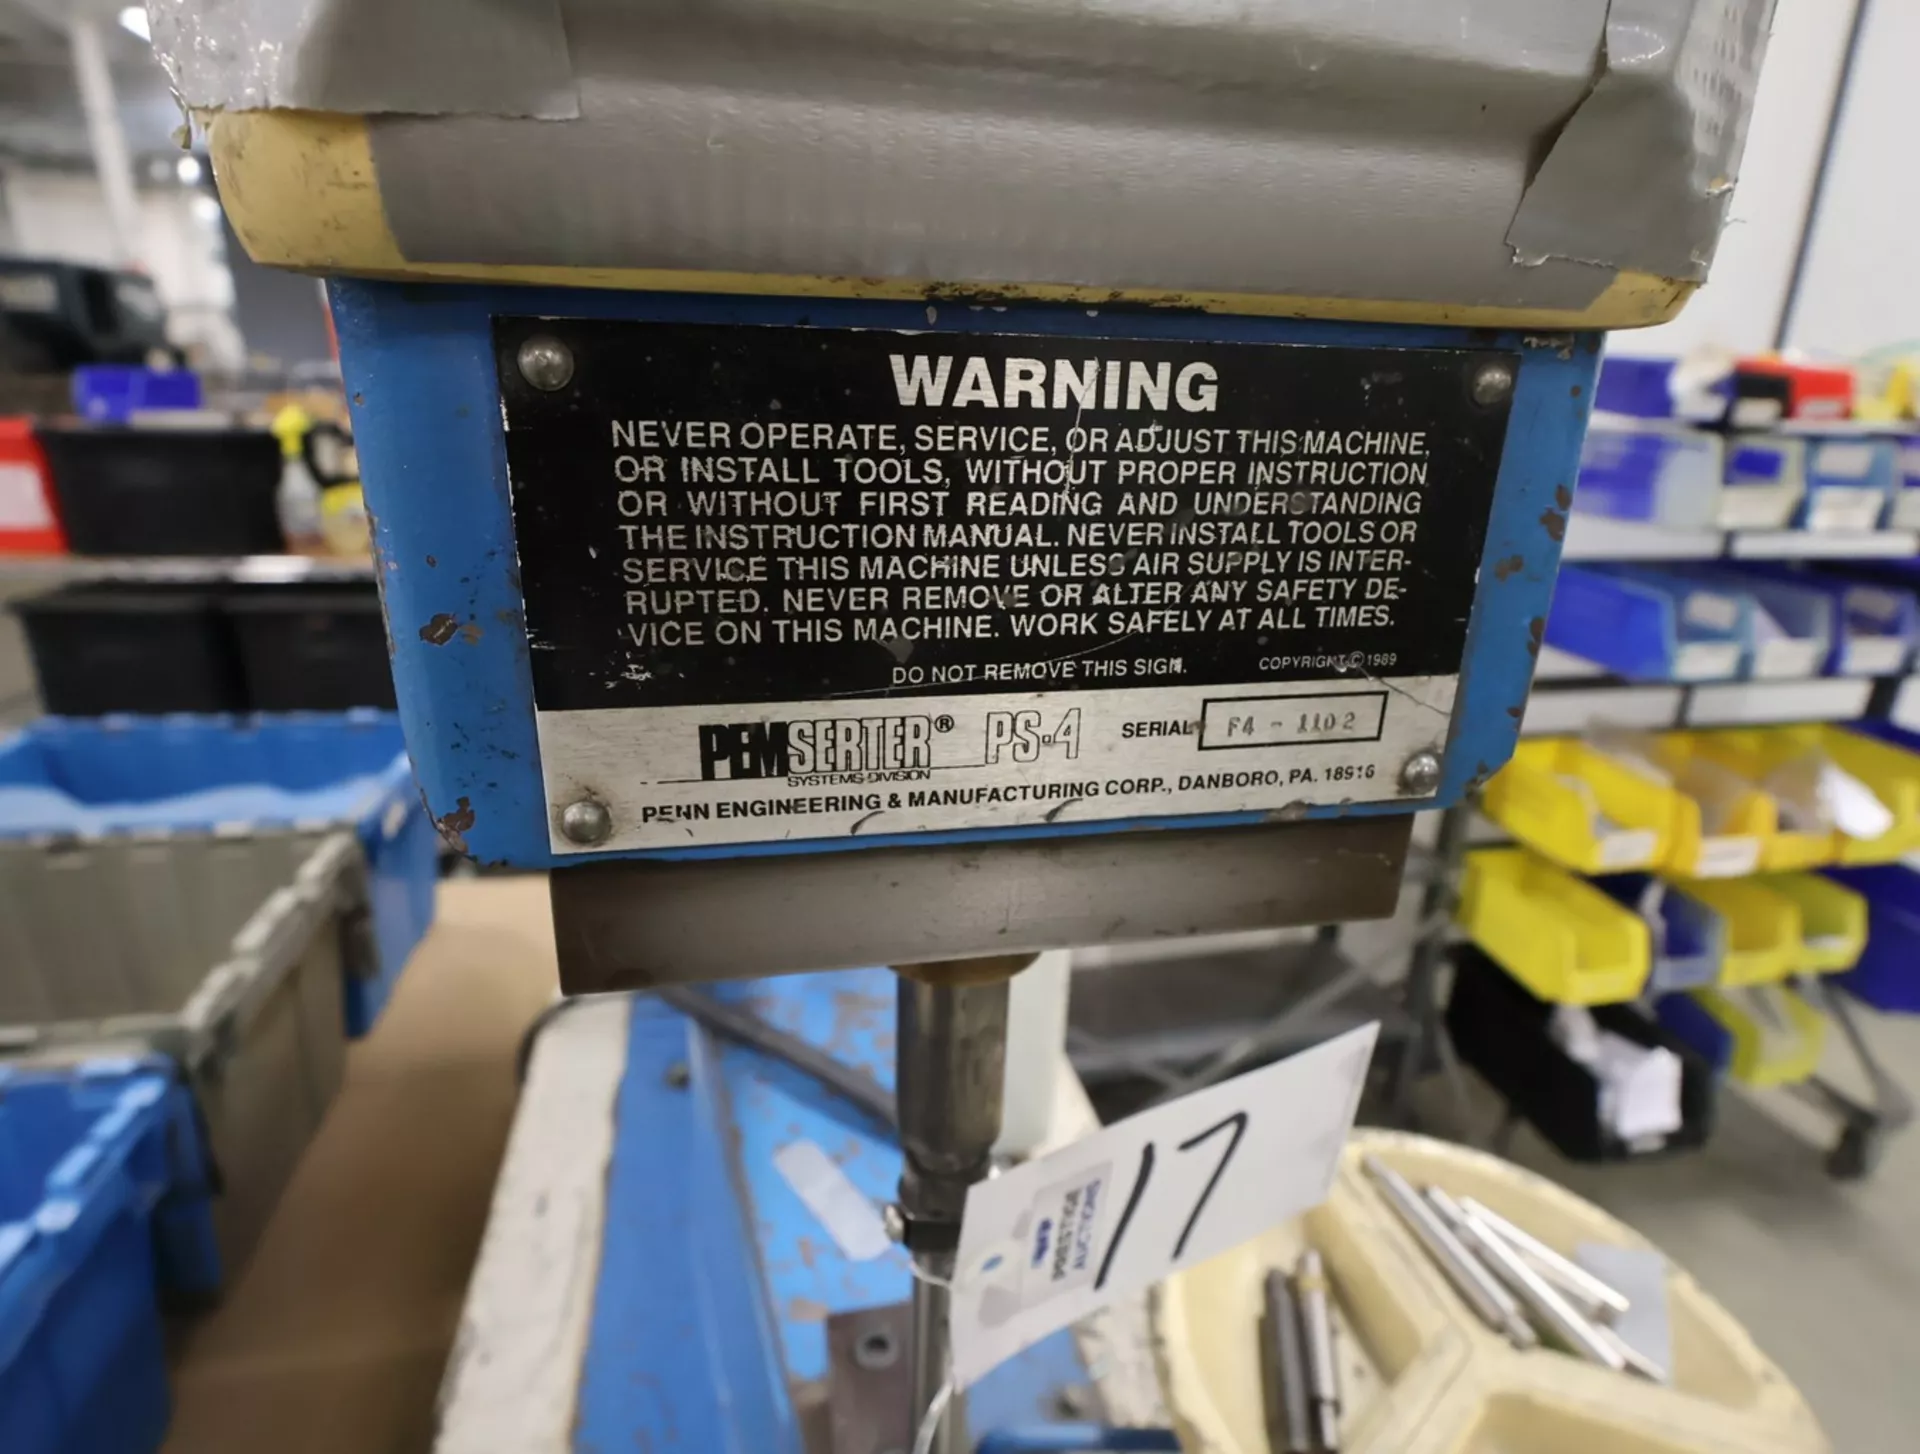 WARNING
NEVER OPERATE, SERVICE, OR ADJUST THIS MACHINE,
OR INSTALL TOOLS, WITHOUT PROPER INSTRUCTION
OR WITHOUT FIRST READING AND UNDERSTANDING
THE INSTRUCTION MANUAL. NEVER INSTALL TOOLS OR
SERVICE THIS MACHINE UNLESS AIR SUPPLY IS INTER-
RUPTED. NEVER REMOVE OR ALTER ANY SAFETY DE-
VICE ON THIS MACHINE. WORK SAFELY AT ALL TIMES.
DO NOT REMOVE THIS SIGN. COPYRIGHT © 1989
PEMSERTER® PS-4 SERIAL F4 - 1102
SYSTEMS DIVISION
PENN ENGINEERING & MANUFACTURING CORP., DANBORO, PA. 18916
17
PRESTIGE
AUCTIONS